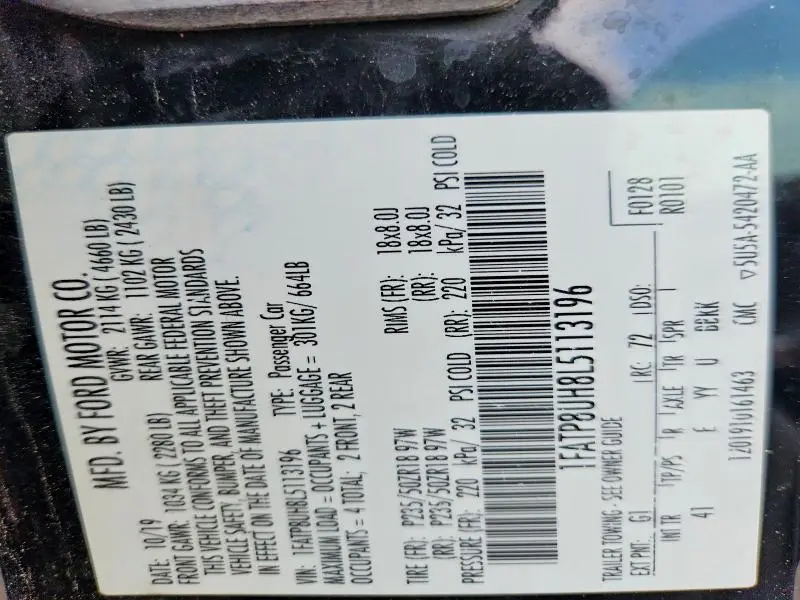 MFD. BY FORD MOTOR CO.
DATE: 10/19 GVWR: 2114 KG ( 4660 LB)
FRONT GAWR: 1034 KG ( 2280 LB) REAR GAWR: 1102 KG ( 2430 LB)
THIS VEHICLE CONFORMS TO ALL APPLICABLE FEDERAL MOTOR
VEHICLE SAFETY, BUMPER, AND THEFT PREVENTION STANDARDS
IN EFFECT ON THE DATE OF MANUFACTURE SHOWN ABOVE.
VIN: 1FATP8UH8L5113196 TYPE: Passenger Car
MAXIMUM LOAD = OCCUPANTS + LUGGAGE = 301KG/ 664LB
OCCUPANTS = 4 TOTAL; 2 FRONT, 2 REAR
TIRE (FR): P235/50ZR18 97W RIMS (FR): 18x8.0J
(RR): P235/50ZR18 97W (RR): 18x8.0J
PRESSURE (FR): 220 kPa/ 32 PSI COLD (RR): 220 kPa/ 32 PSI COLD
1FATP8UH8L5113196
TRAILER TOWING - SEE OWNER GUIDE F0128
EXT PNT: G1 RC: 72 DSO: R0101
INT TR TP/PS R AXLE TR SPR
41 E YY U BBKK
1201910161463 CMC ▽5U5A-5420472-AA